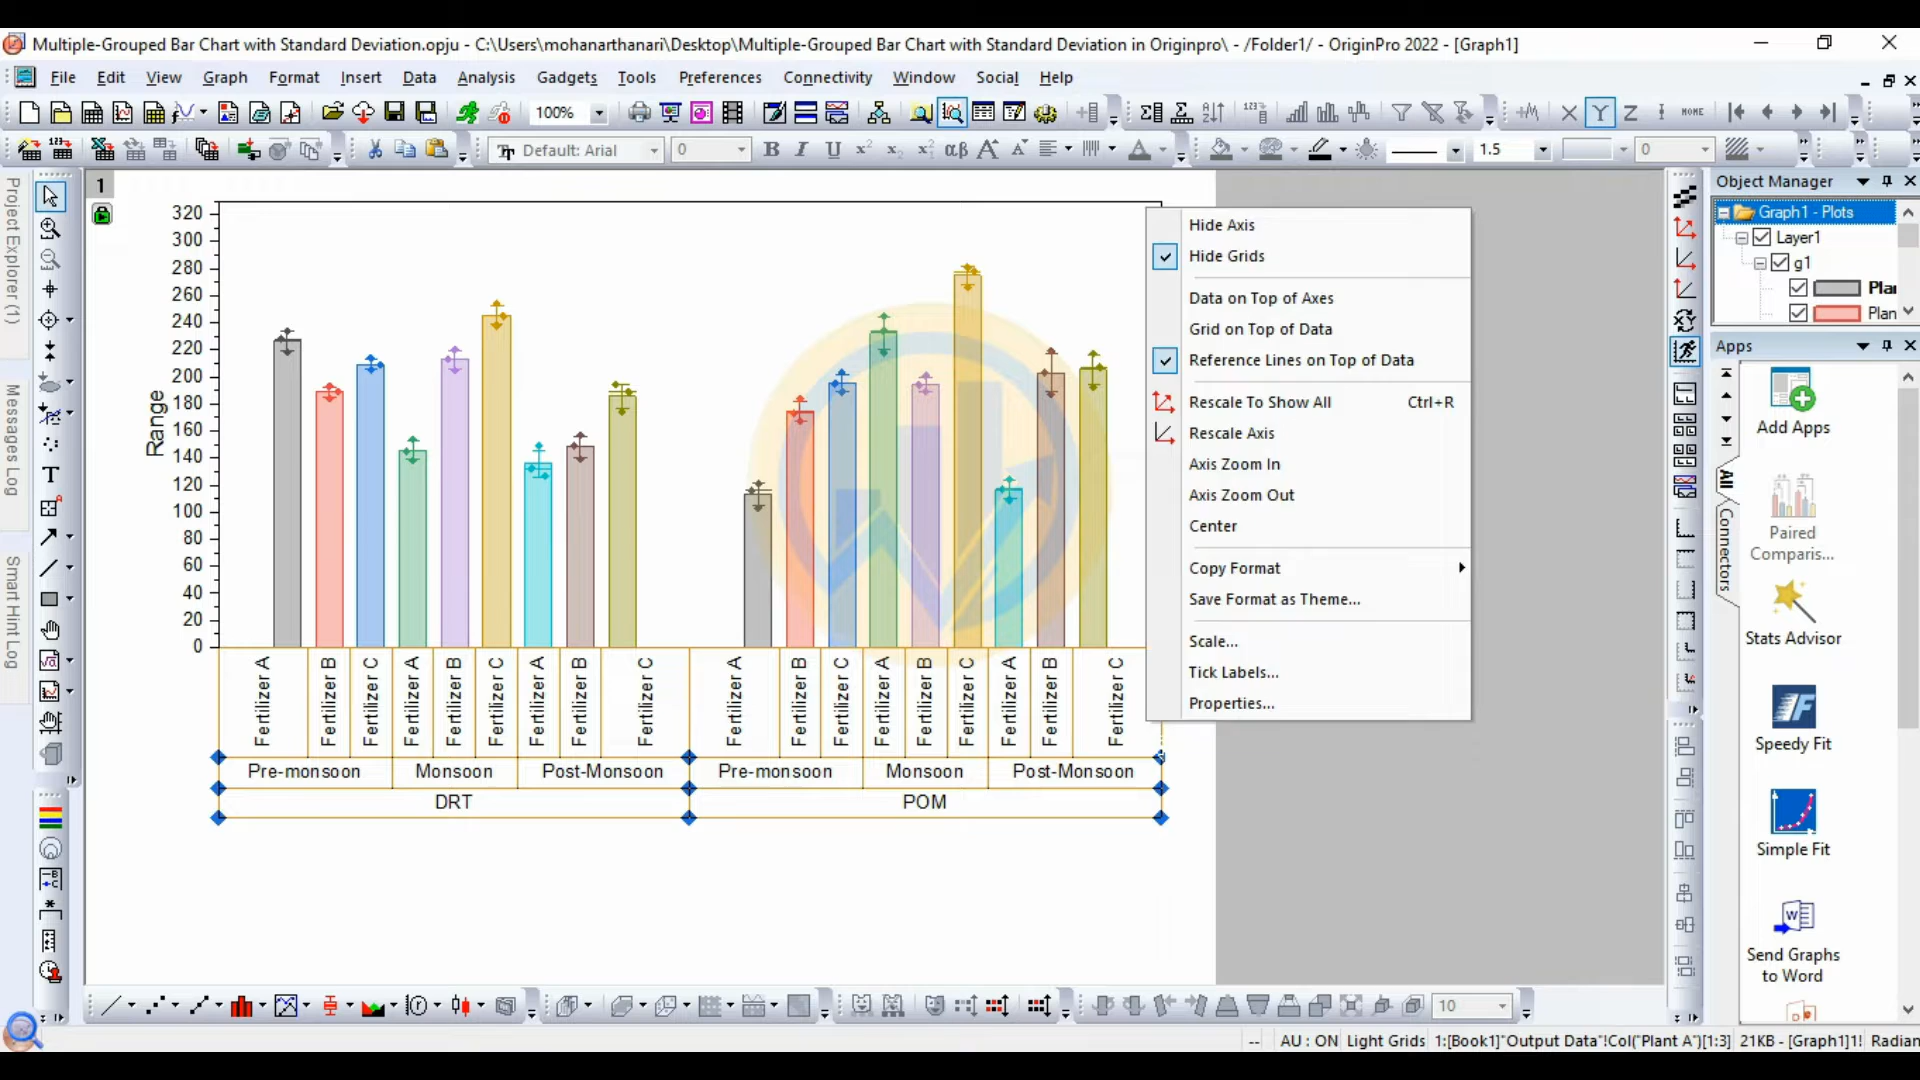 Multiple-Grouped Bar Chart with Standard Deviation.opju - C:\Users\mohanarthanari\Desktop\Multiple-Grouped Bar Chart with Standard Deviation in Originpro\ - /Folder1/ - OriginPro 2022 - [Graph1]
File Edit View Graph Format Insert Data Analysis Gadgets Tools Preferences Connectivity Window Social Help
100%
Default: Arial 0 B I U 1.5 0
Project Explorer (1)
Messages Log
Smart Hint Log
1
Range
320
300
280
260
240
220
200
180
160
140
120
100
80
60
40
20
0
Fertilizer A Fertilizer B Fertilizer C Fertilizer A Fertilizer B Fertilizer C Fertilizer A Fertilizer B Fertilizer C Fertilizer A Fertilizer B Fertilizer C Fertilizer A Fertilizer B Fertilizer C Fertilizer A Fertilizer B Fertilizer C
Pre-monsoon Monsoon Post-Monsoon Pre-monsoon Monsoon Post-Monsoon
DRT POM
Hide Axis
Hide Grids
Data on Top of Axes
Grid on Top of Data
Reference Lines on Top of Data
Rescale To Show All Ctrl+R
Rescale Axis
Axis Zoom In
Axis Zoom Out
Center
Copy Format
Save Format as Theme...
Scale...
Tick Labels...
Properties...
Object Manager
Graph1 - Plots
Layer1
g1
Plan
Apps
All
Connectors
Add Apps
Paired
Comparis...
Stats Advisor
Speedy Fit
Simple Fit
Send Graphs
to Word
10
-- AU : ON Light Grids 1:[Book1]"Output Data"!Col("Plant A")[1:3] 21KB - [Graph1]1! Radian